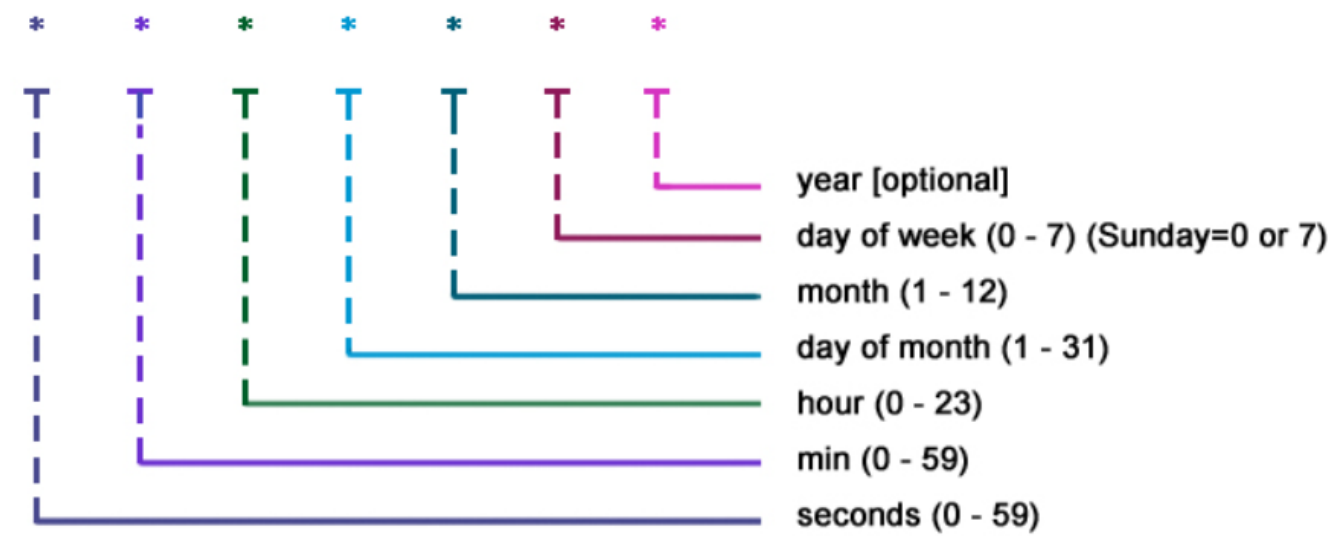 * * * * * * *
year [optional]
day of week (0 - 7) (Sunday=0 or 7)
month (1 - 12)
day of month (1 - 31)
hour (0 - 23)
min (0 - 59)
seconds (0 - 59)